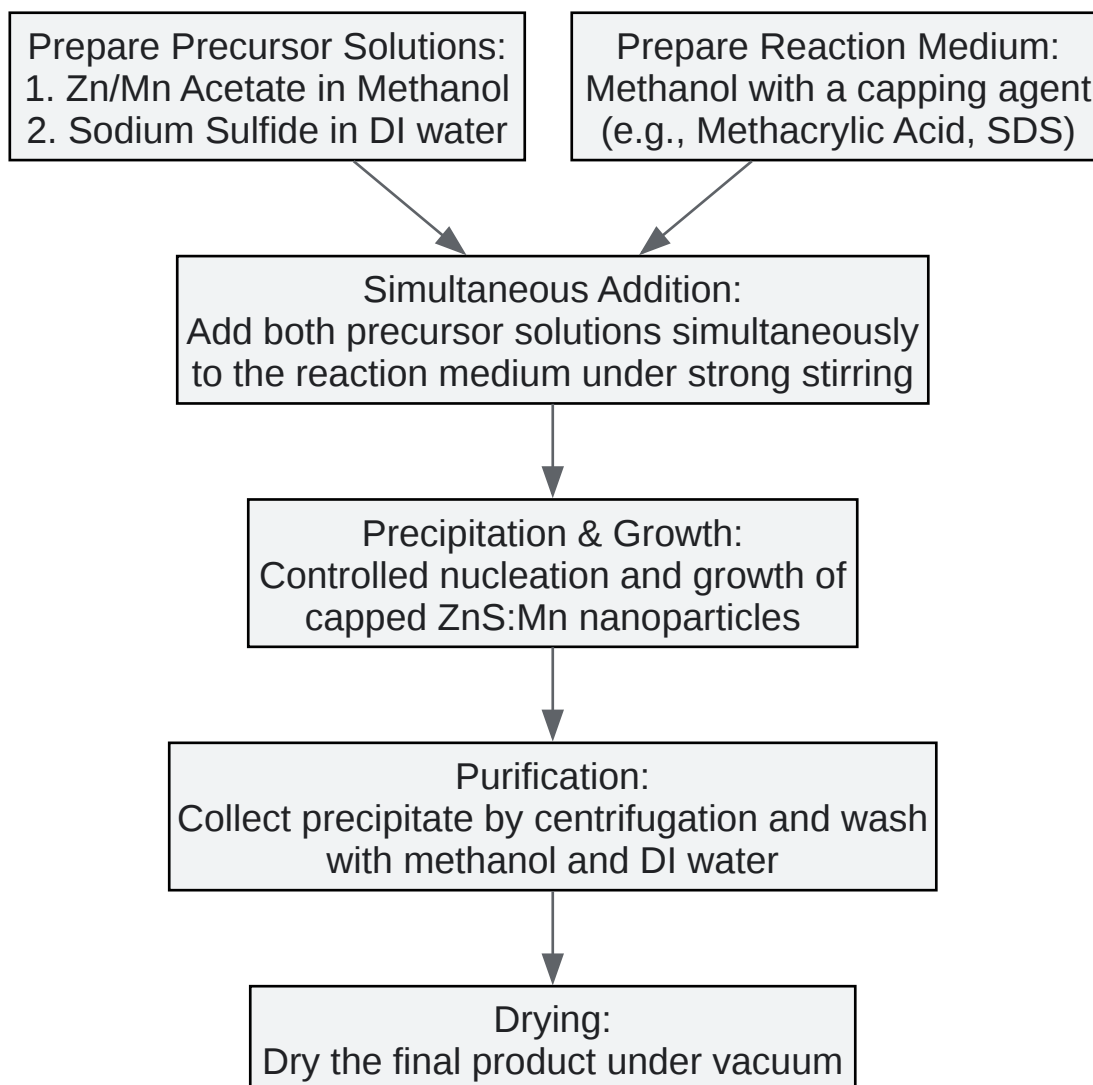 Prepare Precursor Solutions:
1. Zn/Mn Acetate in Methanol
2. Sodium Sulfide in DI water
Prepare Reaction Medium:
Methanol with a capping agent
(e.g., Methacrylic Acid, SDS)
Simultaneous Addition:
Add both precursor solutions simultaneously
to the reaction medium under strong stirring
Precipitation & Growth:
Controlled nucleation and growth of
capped ZnS:Mn nanoparticles
Purification:
Collect precipitate by centrifugation and wash
with methanol and DI water
Drying:
Dry the final product under vacuum